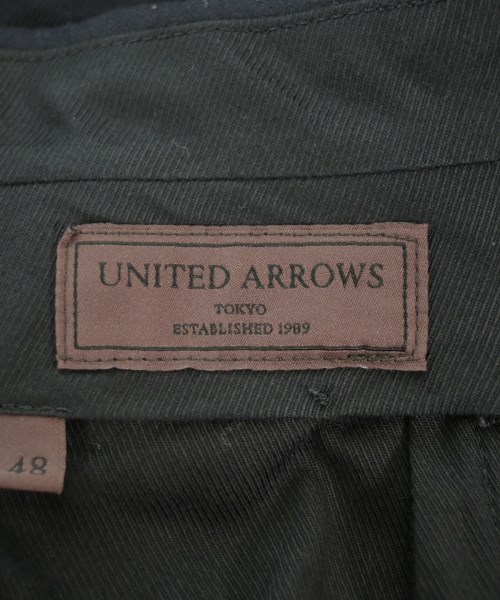 UNITED ARROWS
TOKYO
ESTABLISHED 1989
48